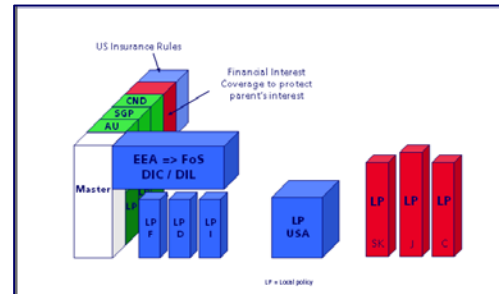 US Insurance Rules
Financial Interest
Coverage to protect
parent's interest
CND
SGP
AU
EEA => FoS
DIC / DIL
Master
LP
LP
F
LP
D
LP
I
LP
USA
LP
SK
LP
J
LP
C
LP = Local policy